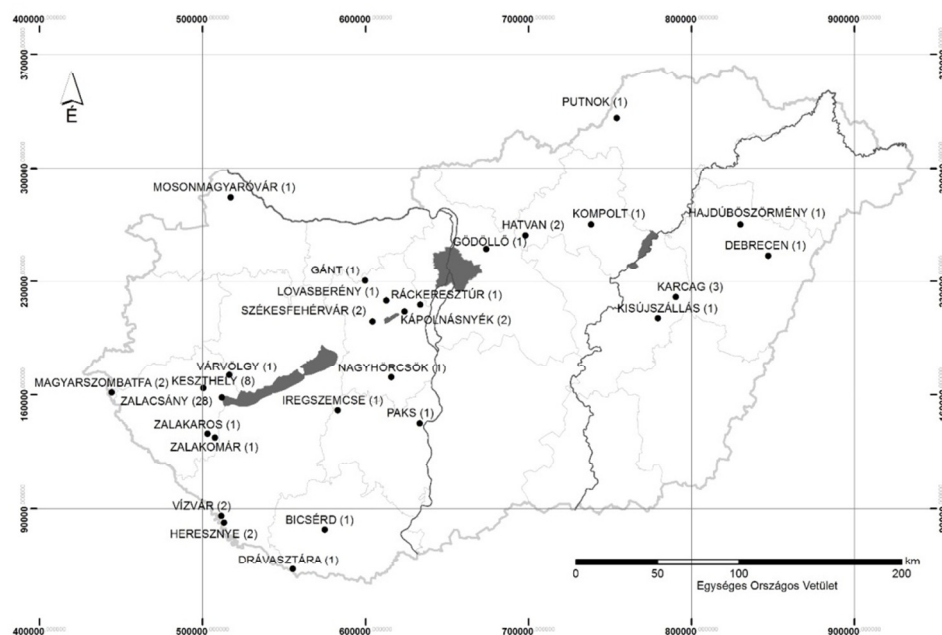 400000 500000 600000 700000 800000 900000
370000
É
PUTNOK (1)
300000
MOSONMAGYARÓVÁR (1)
HATVAN (2)
KOMPOLT (1)
HAJDÚBÖSZÖRMÉNY (1)
GÖDÖLLŐ (1)
DEBRECEN (1)
GÁNT (1)
230000
LOVASBERÉNY (1)
RÁCKERESZTÚR (1)
KARCAG (3)
SZÉKESFEHÉRVÁR (2)
KÁPOLNÁSNYÉK (2)
KISÚJSZÁLLÁS (1)
VÁRVÖLGY (1)
NAGYHÖRCSÖK (1)
MAGYARSZOMBATFA (2)
KESZTHELY (8)
160000
ZALACSÁNY (28)
IREGSZEMCSE (1)
PAKS (1)
ZALAKAROS (1)
ZALAKOMÁR (1)
90000
VÍZVÁR (2)
BICSÉRD (1)
HERESZNYE (2)
DRÁVASZTÁRA (1)
km
0 50 100 200
Egységes Országos Vetület
400000 500000 600000 700000 800000 900000